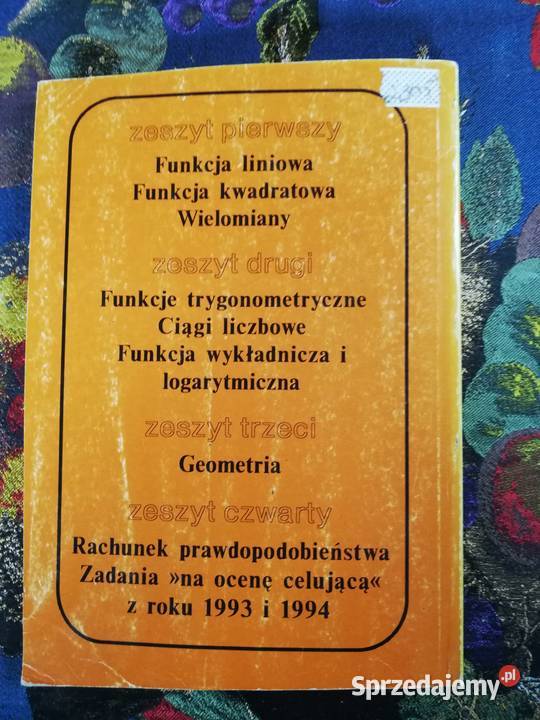 zeszyt pierwszy
Funkcja liniowa
Funkcja kwadratowa
Wielomiany
zeszyt drugi
Funkcje trygonometryczne
Ciągi liczbowe
Funkcja wykładnicza i
logarytmiczna
zeszyt trzeci
Geometria
zeszyt czwarty
Rachunek prawdopodobieństwa
Zadania »na ocenę celującą«
z roku 1993 i 1994
Sprzedajemy.pl